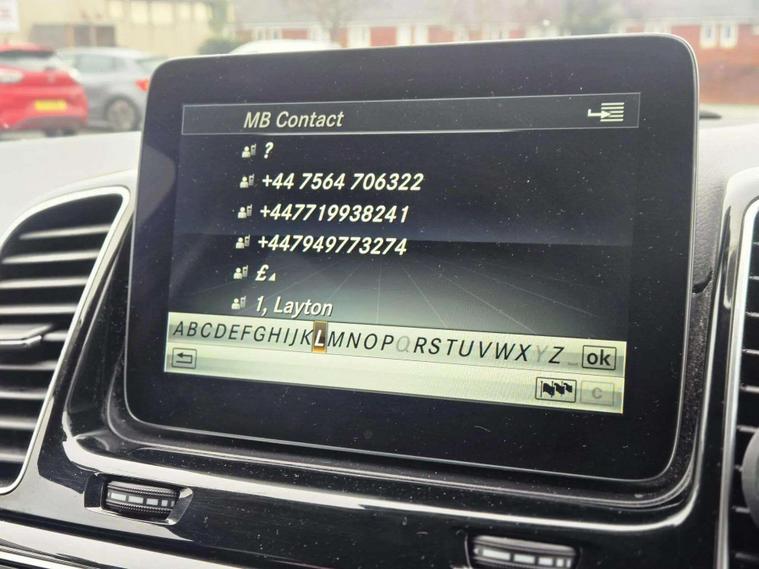 MB Contact
?
+44 7564 706322
+447719938241
+447949773274
£
1, Layton
ABCDEFGHIJKLMNOPQRSTUVWXYZ ok
C